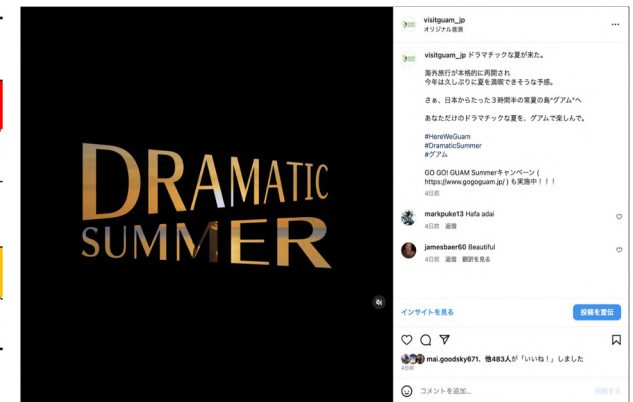 DRAMATIC
SUMMER
visitguam_jp
オリジナル音源
visitguam_jp ドラマチックな夏が来た。
海外旅行が本格的に再開され
今年は久しぶりに夏を満喫できそうな予感。
さぁ、日本からたった３時間半の常夏の島“グアム”へ
あなただけのドラマチックな夏を、グアムで楽しんで。
#HereWeGuam
#DramaticSummer
#グアム
GO GO! GUAM Summerキャンペーン (
https://www.gogoguam.jp/ ) も実施中！！！
4日前
markpuke13 Hafa adai
4日前 返信
jamesbaer60 Beautiful
4日前 返信 翻訳を見る
インサイトを見る
投稿を宣伝
mai.goodsky671、他483人が「いいね！」しました
4日前
コメントを追加...
投稿する